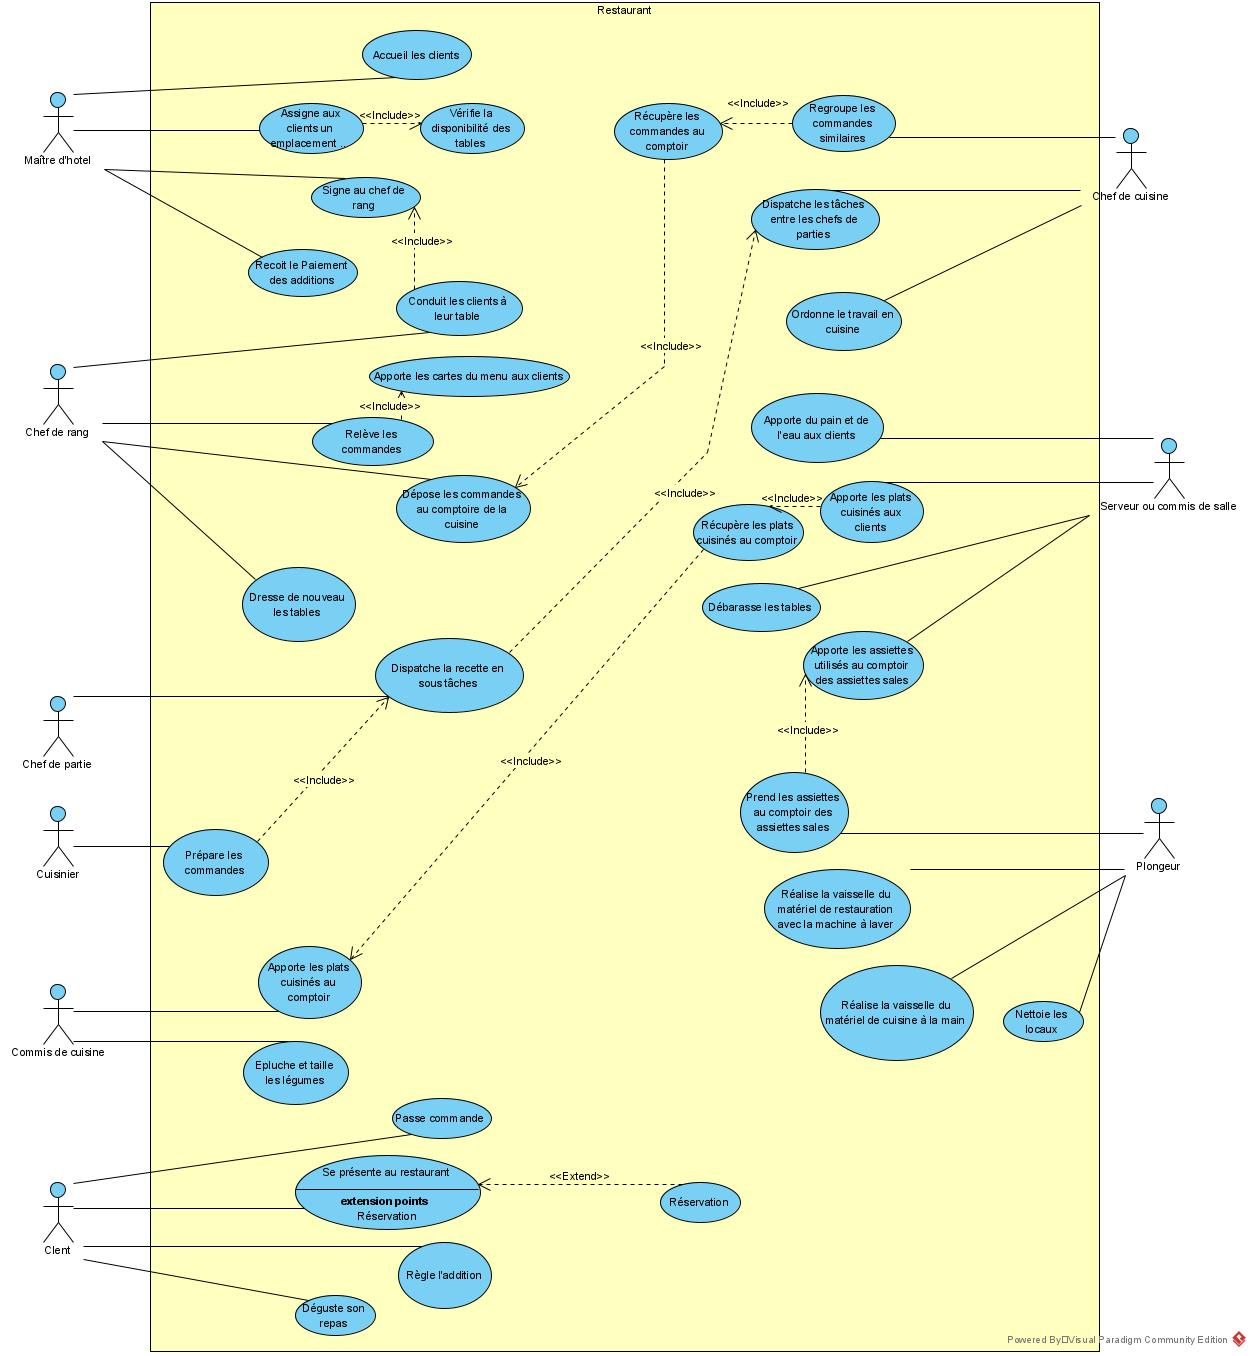 Restaurant
Accueil les clients
Assigne aux
clients un
emplacement ..
<<Include>>
Vérifie la
disponibilité des
tables
Récupère les
commandes au
comptoir
<<Include>>
Regroupe les
commandes
similaires
Maître d'hotel
Chef de cuisine
Signe au chef de
rang
Dispatche les tâches
entre les chefs de
parties
<<Include>>
Recoit le Paiement
des additions
Conduit les clients à
leur table
Ordonne le travail en
cuisine
<<Include>>
Apporte les cartes du menu aux clients
<<Include>>
Chef de rang
Relève les
commandes
Apporte du pain et de
l'eau aux clients
Dépose les commandes
au comptoire de la
cuisine
<<Include>>
<<Include>>
Apporte les plats
cuisinés aux
clients
Serveur ou commis de salle
Récupère les plats
cuisinés au comptoir
Dresse de nouveau
les tables
Débarasse les tables
Dispatche la recette en
sous tâches
Apporte les assiettes
utilisés au comptoir
des assiettes sales
<<Include>>
Chef de partie
<<Include>>
<<Include>>
Prend les assiettes
au comptoir des
assiettes sales
Cuisinier
Prépare les
commandes
Plongeur
Réalise la vaisselle du
matériel de restauration
avec la machine à laver
Apporte les plats
cuisinés au
comptoir
Réalise la vaisselle du
matériel de cuisine à la main
Nettoie les
locaux
Commis de cuisine
Epluche et taille
les légumes
Passe commande
Se présente au restaurant
extension points
Réservation
<<Extend>>
Réservation
Clent
Règle l'addition
Déguste son
repas
Powered By Visual Paradigm Community Edition